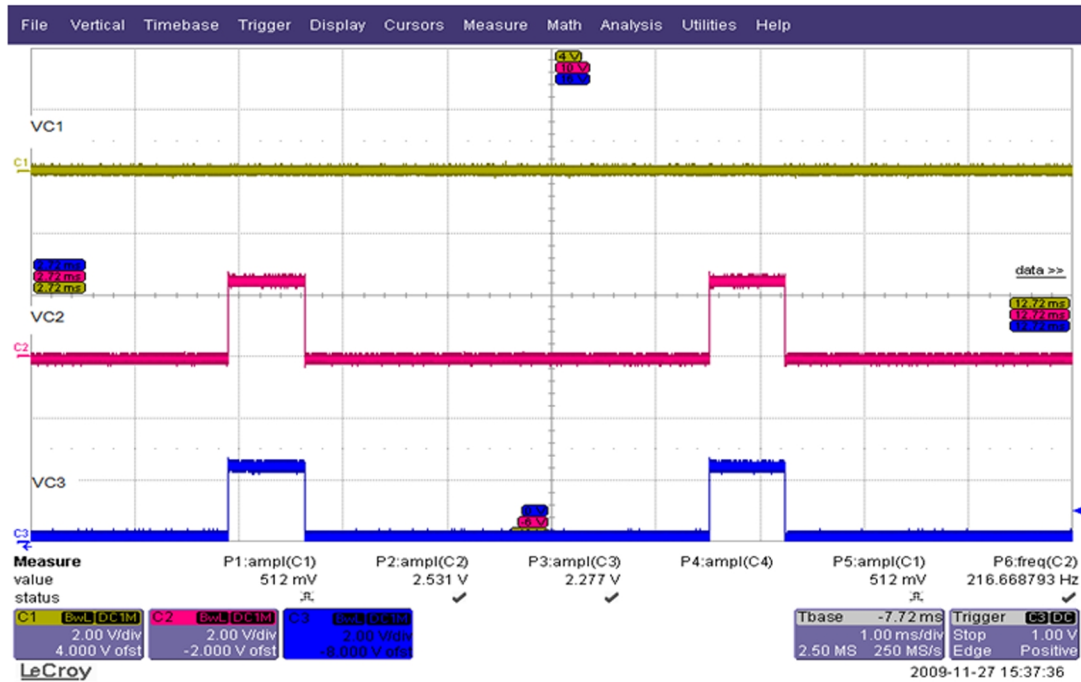 File Vertical Timebase Trigger Display Cursors Measure Math Analysis Utilities Help
4 V
10 V
16 V
VC1
C1
2.72 ms
2.72 ms
2.72 ms
data >>
12.72 ms
12.72 ms
12.72 ms
VC2
C2
VC3
C3
Measure P1:ampl(C1) P2:ampl(C2) P3:ampl(C3) P4:ampl(C4) P5:ampl(C1) P6:freq(C2)
value 512 mV 2.531 V 2.277 V 512 mV 216.668793 Hz
status
C1 BwL DC1M
2.00 V/div
4.000 V ofst
C2 BwL DC1M
2.00 V/div
-2.000 V ofst
C3 BwL DC1M
2.00 V/div
-8.000 V ofst
Tbase -7.72 ms
1.00 ms/div
2.50 MS 250 MS/s
Trigger C3 DC
Stop 1.00 V
Edge Positive
LeCroy
2009-11-27 15:37:36